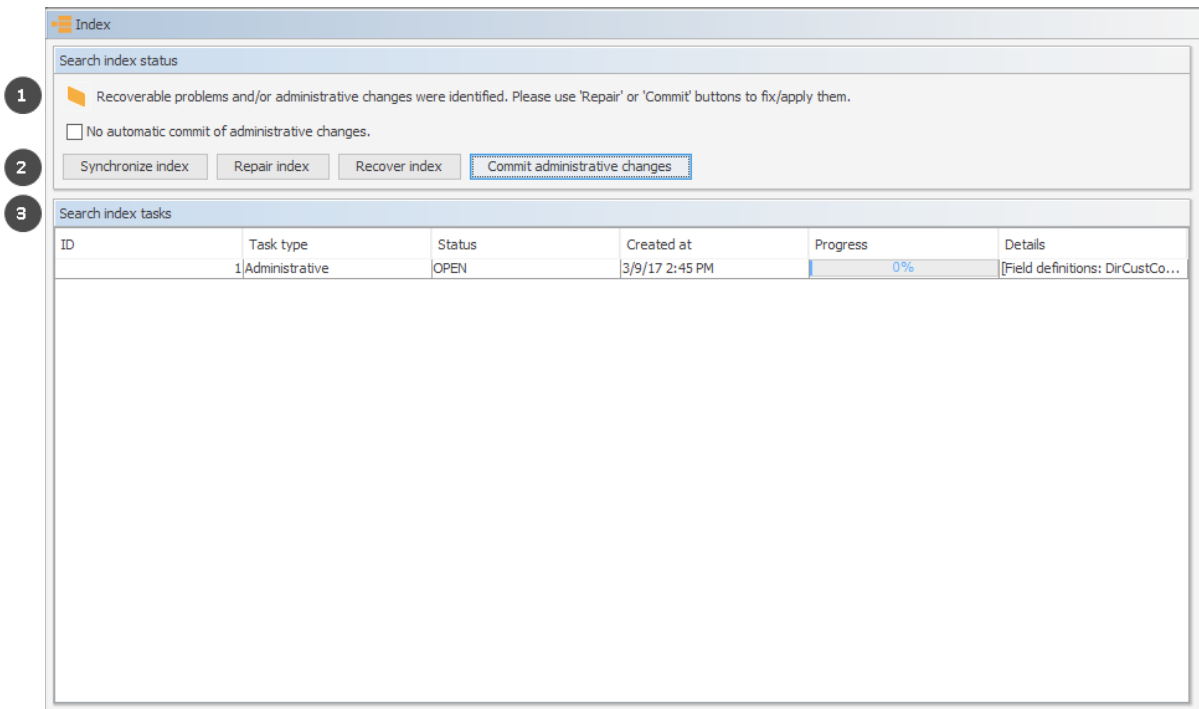 Index
Search index status
1
Recoverable problems and/or administrative changes were identified. Please use 'Repair' or 'Commit' buttons to fix/apply them.
No automatic commit of administrative changes.
2
Synchronize index Repair index Recover index Commit administrative changes
3
Search index tasks
ID Task type Status Created at Progress Details
1 Administrative OPEN 3/9/17 2:45 PM 0% [Field definitions: DirCustCo...